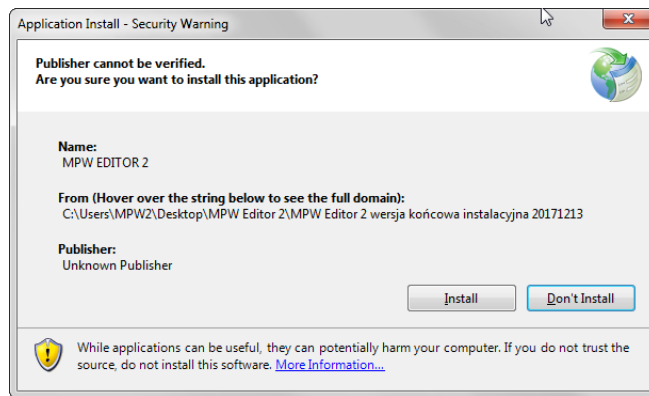 Application Install - Security Warning
Publisher cannot be verified.
Are you sure you want to install this application?
Name:
MPW EDITOR 2
From (Hover over the string below to see the full domain):
C:\Users\MPW2\Desktop\MPW Editor 2\MPW Editor 2 wersja końcowa instalacyjna 20171213
Publisher:
Unknown Publisher
Install
Don't Install
While applications can be useful, they can potentially harm your computer. If you do not trust the
source, do not install this software. More Information...